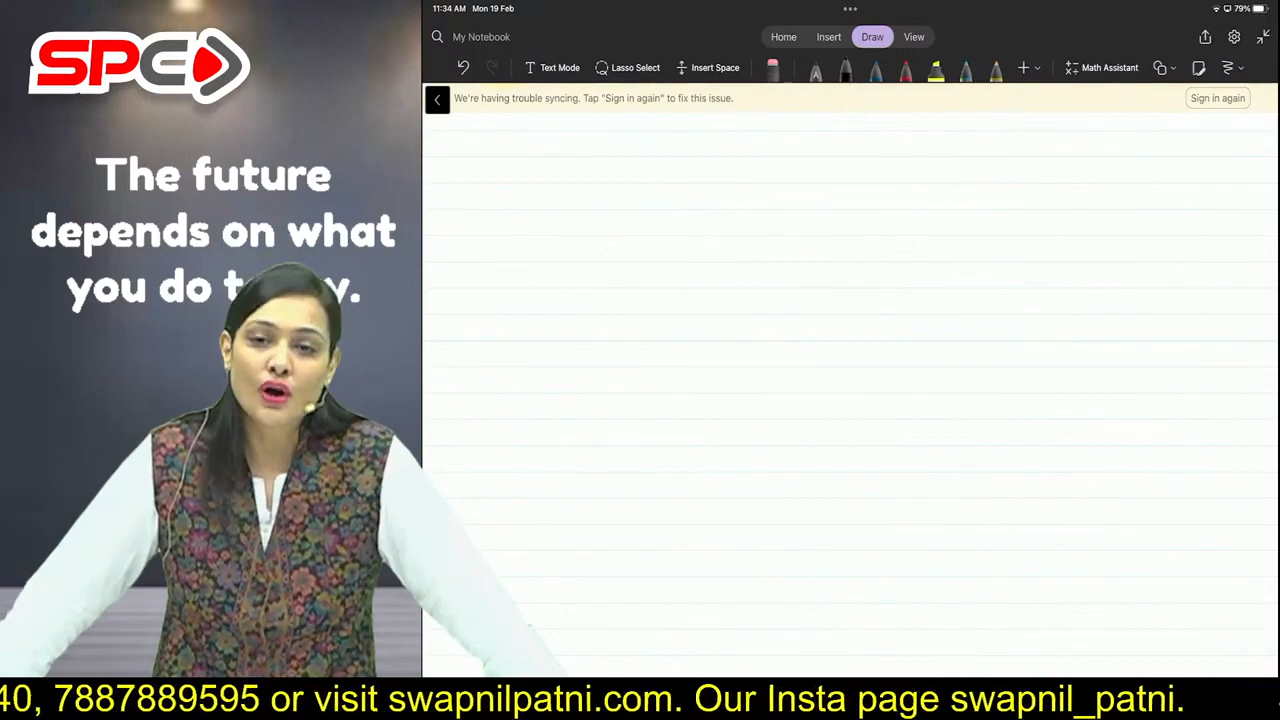 SPE
The future
depends on what
you do
11:34 AM Mon 19 Feb
79%
My Notebook
Home
Insert
Draw
View
Text Mode
Lasso Select
Insert Space
Math Assistant
We're having trouble syncing. Tap "Sign in again" to fix this issue.
Sign in again
40, 7887889595 or visit swapnilpatni.com. Our Insta page swapnil_patni.